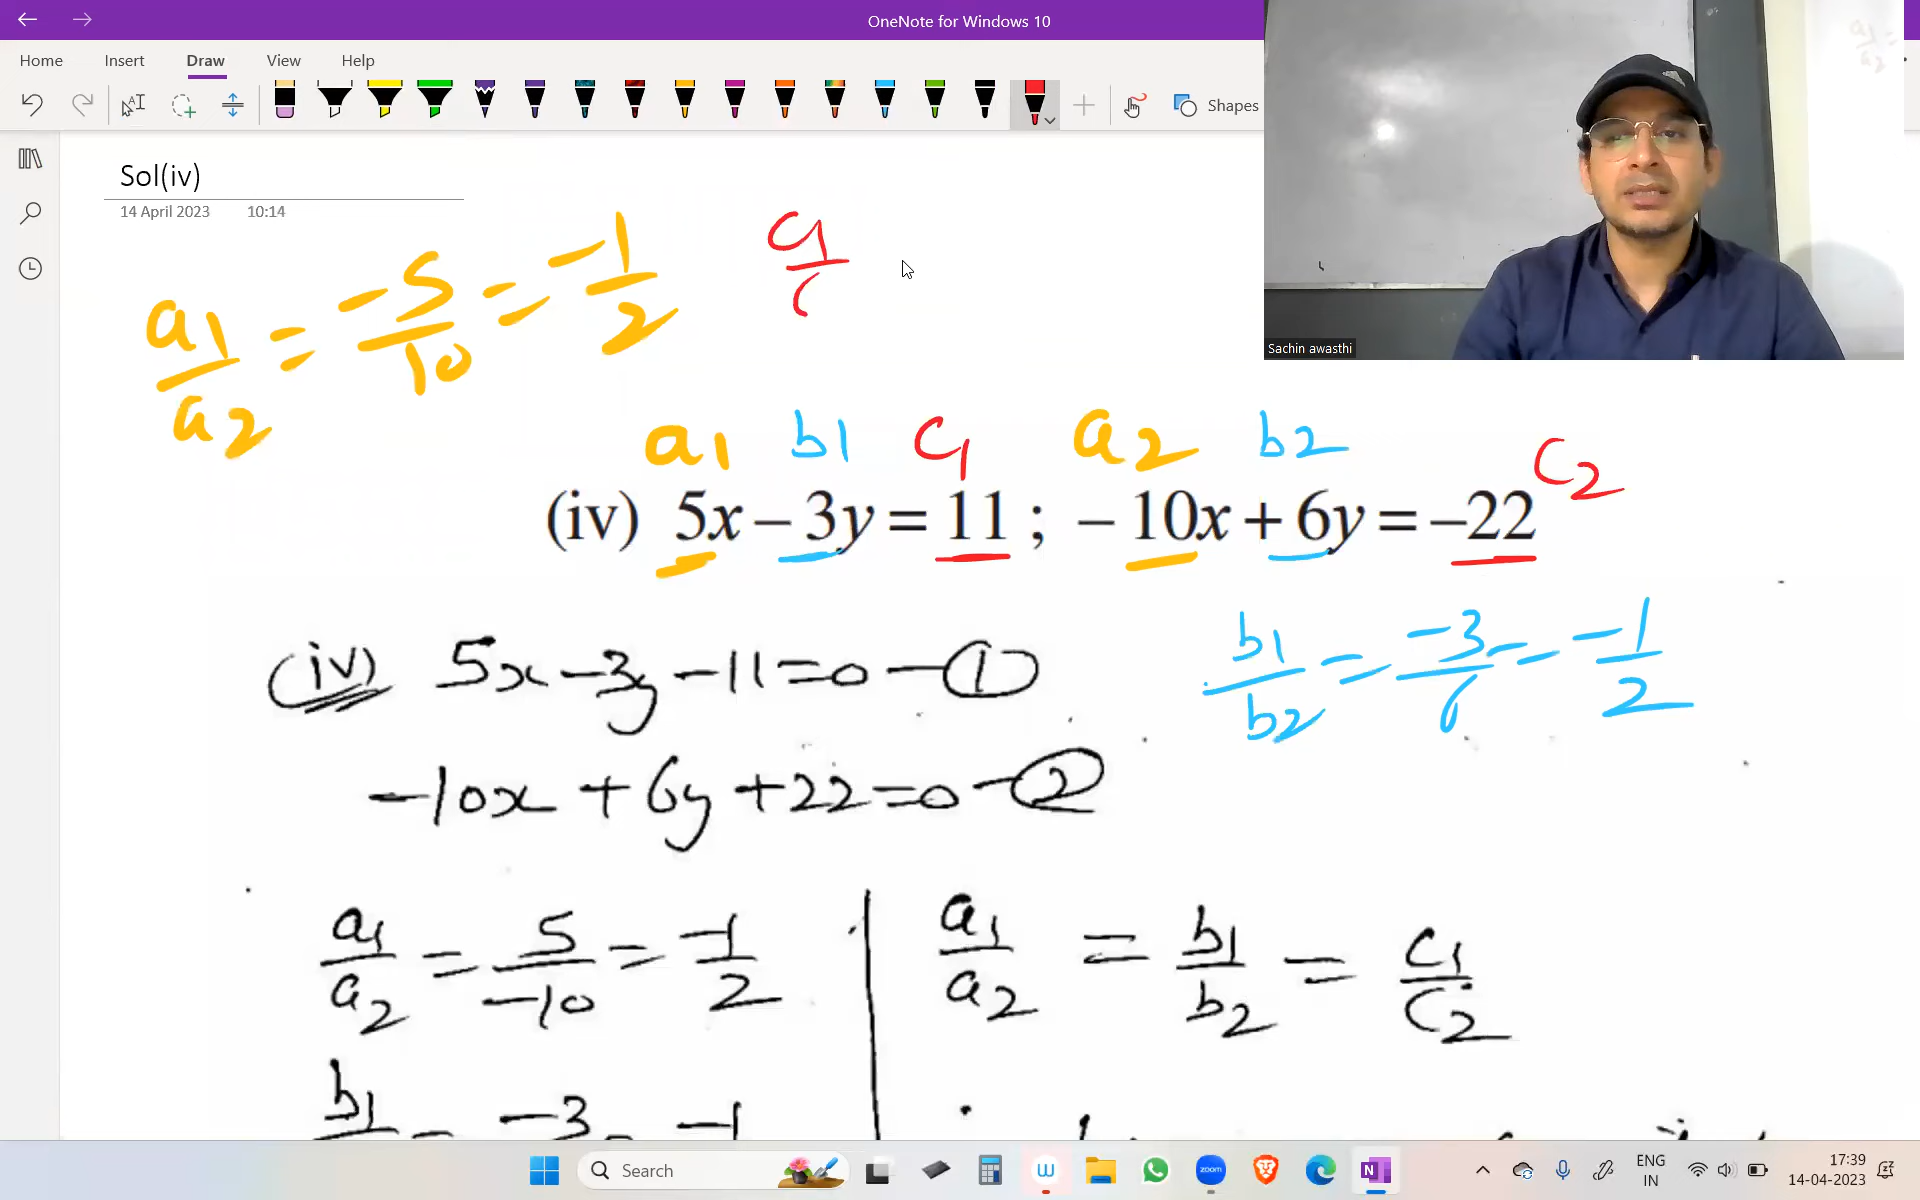 OneNote for Windows 10
Home Insert Draw View Help
Shapes
Sol(iv)
14 April 2023 10:14
a1/a2 = -5/10 = -1/2
c1/(
Sachin awasthi
a1 b1 c1 a2 b2 c2
(iv) 5x – 3y = 11 ; – 10x + 6y = –22
b1/b2 = -3/6 = -1/2
(iv) 5x - 3y - 11 = 0 - ①
-10x + 6y + 22 = 0 - ②
a1/a2 = 5/-10 = -1/2
a1/a2 = b1/b2 = c1/c2
b1 = -3 = -1
Search
zoom
ENG
IN
17:39
14-04-2023